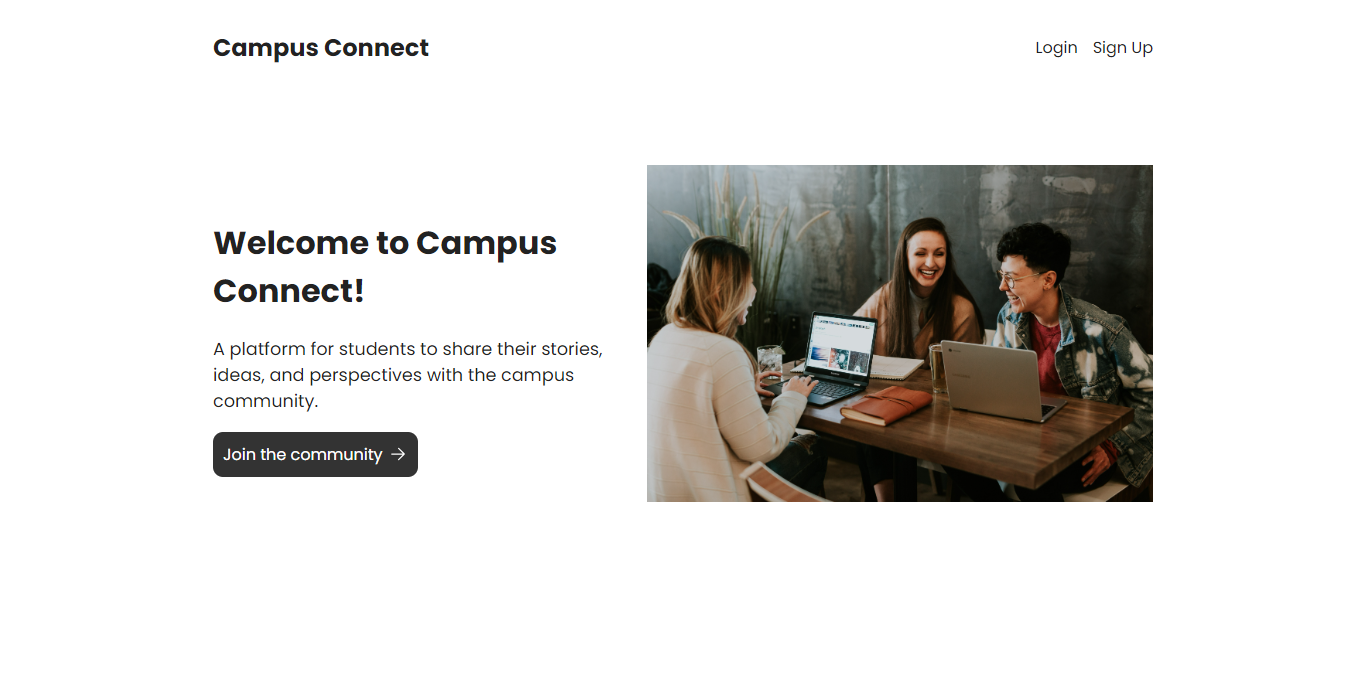 Campus Connect
Login Sign Up
Welcome to Campus
Connect!
A platform for students to share their stories,
ideas, and perspectives with the campus
community.
Join the community →